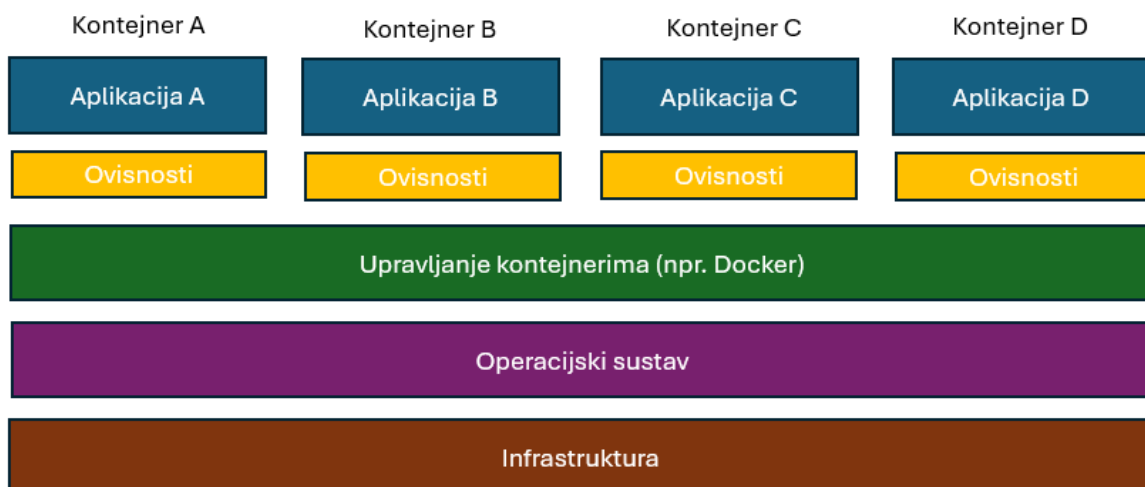 Kontejner A
Kontejner B
Kontejner C
Kontejner D
Aplikacija A
Aplikacija B
Aplikacija C
Aplikacija D
Ovisnosti
Ovisnosti
Ovisnosti
Ovisnosti
Upravljanje kontejnerima (npr. Docker)
Operacijski sustav
Infrastruktura